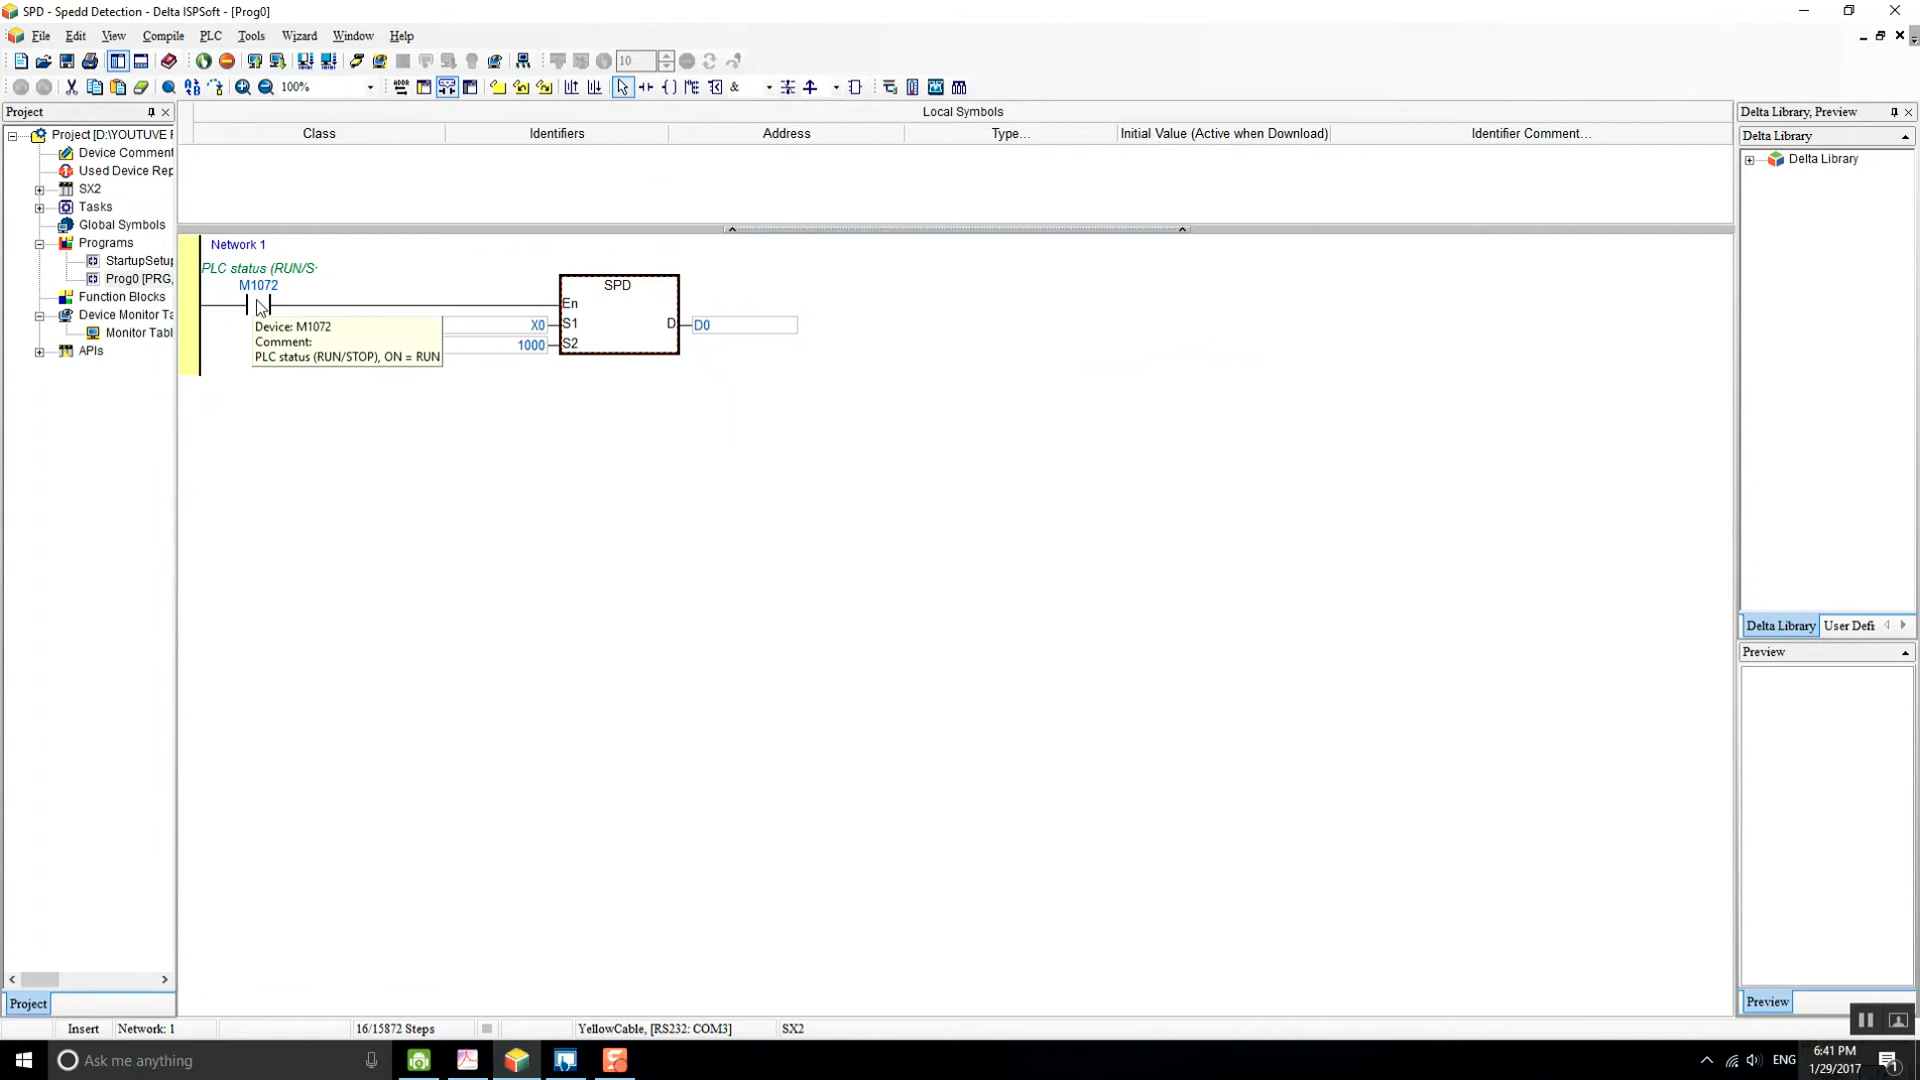 SPD - Spedd Detection - Delta ISPSoft - [Prog0]
File Edit View Compile PLC Tools Wizard Window Help
10
100%
&
Project
Project [D:\YOUTUVE F
Device Comment
Used Device Rep
SX2
Tasks
Global Symbols
Programs
StartupSetup
Prog0 [PRG,
Function Blocks
Device Monitor Ta
Monitor Tabl
APIs
Project
Local Symbols
Class Identifiers Address Type... Initial Value (Active when Download) Identifier Comment...
Network 1
PLC status (RUN/S·
M1072
SPD
En
X0 S1 D D0
1000 S2
Device: M1072
Comment:
PLC status (RUN/STOP), ON = RUN
Delta Library, Preview
Delta Library
Delta Library
Delta Library User Defi
Preview
Preview
Insert Network: 1 16/15872 Steps YellowCable, [RS232: COM3] SX2
Ask me anything
ENG
6:41 PM
1/29/2017
1